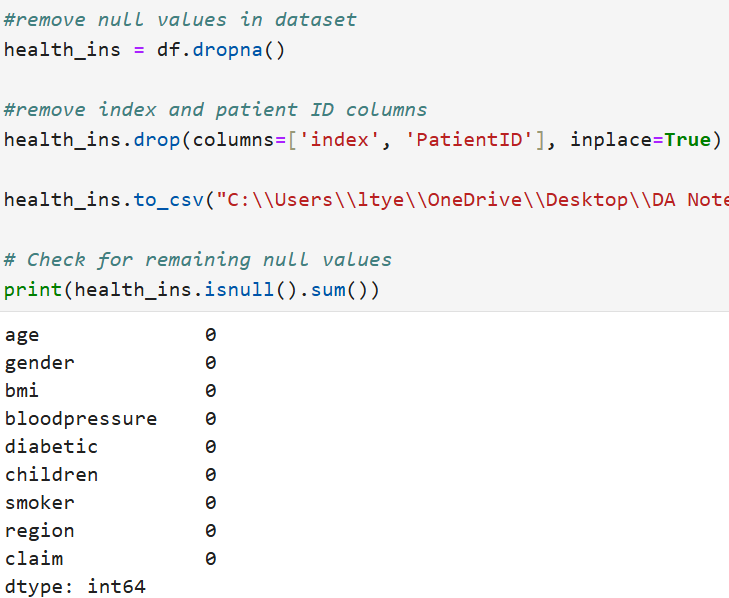 #remove null values in dataset
health_ins = df.dropna()
#remove index and patient ID columns
health_ins.drop(columns=['index', 'PatientID'], inplace=True)
health_ins.to_csv("C:\\Users\\ltye\\OneDrive\\Desktop\\DA Note
# Check for remaining null values
print(health_ins.isnull().sum())
age 0
gender 0
bmi 0
bloodpressure 0
diabetic 0
children 0
smoker 0
region 0
claim 0
dtype: int64